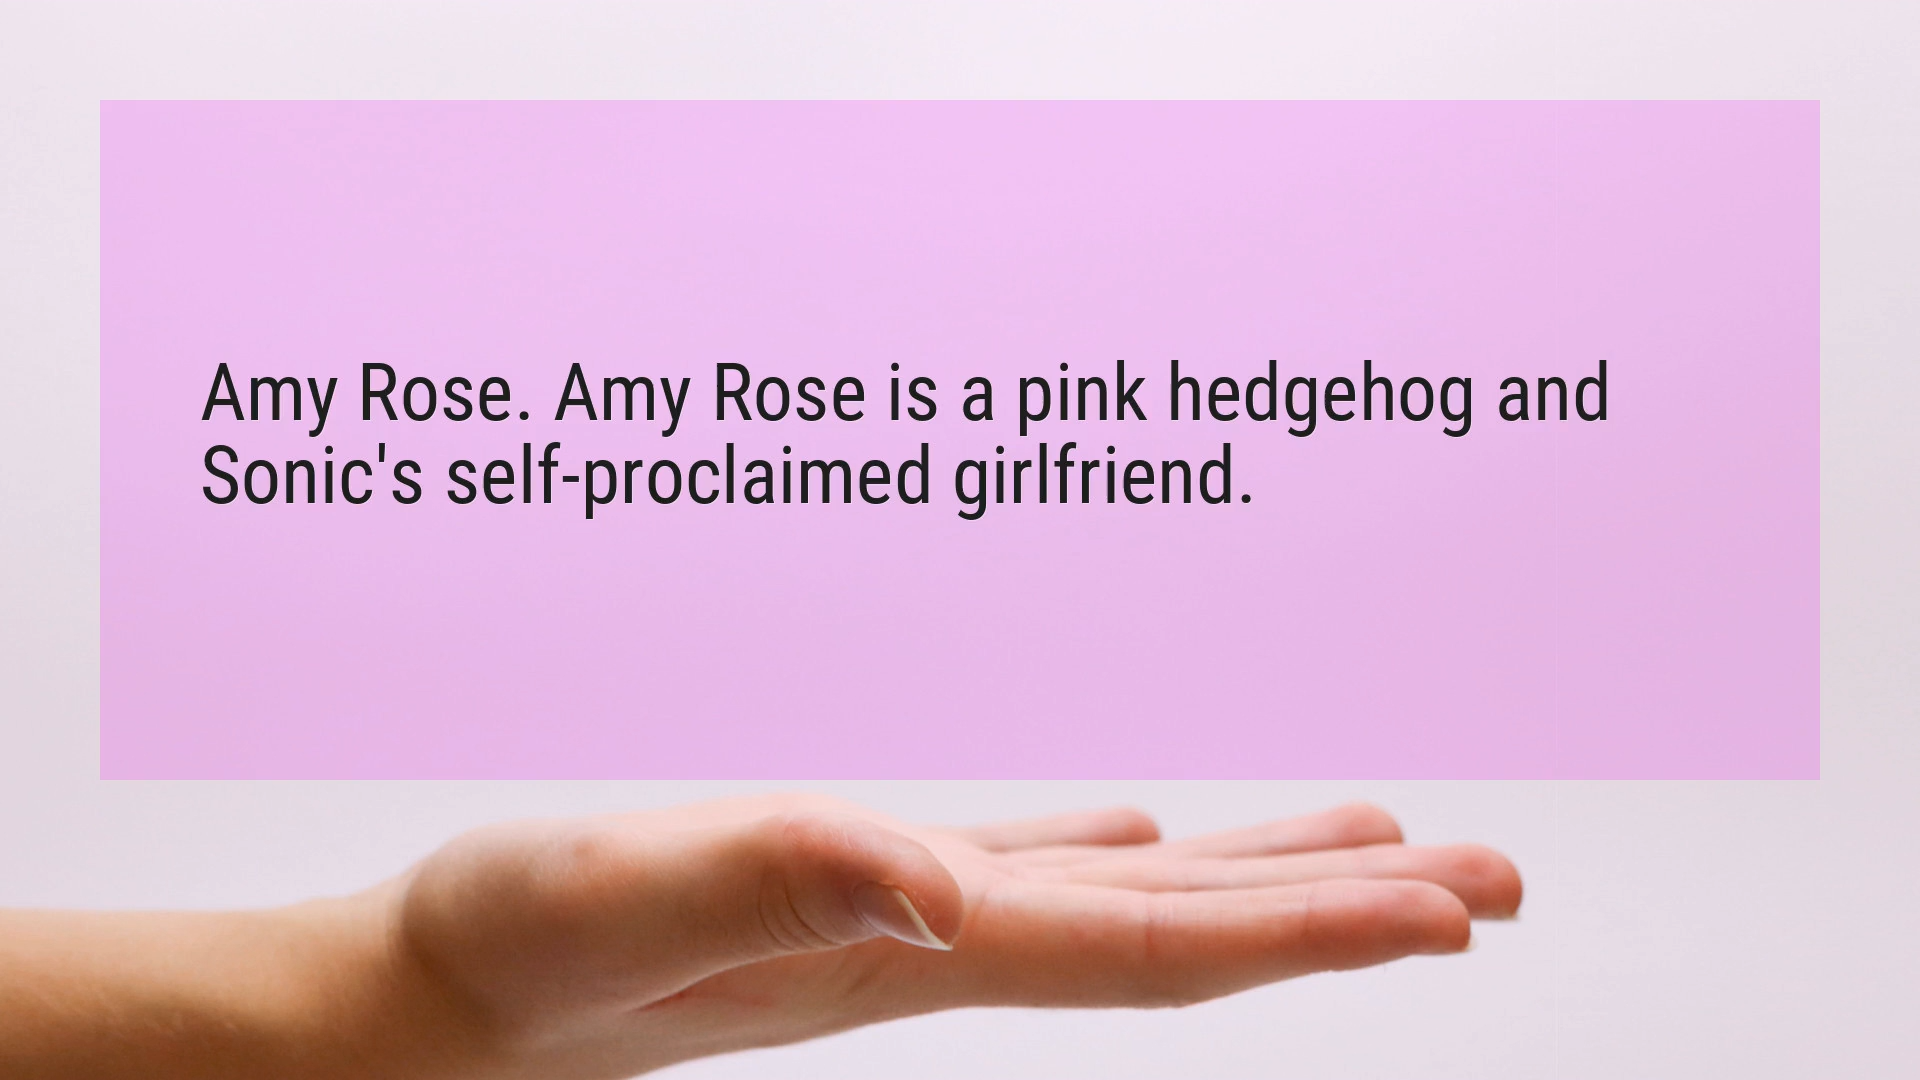 Amy Rose. Amy Rose is a pink hedgehog and
Sonic's self-proclaimed girlfriend.